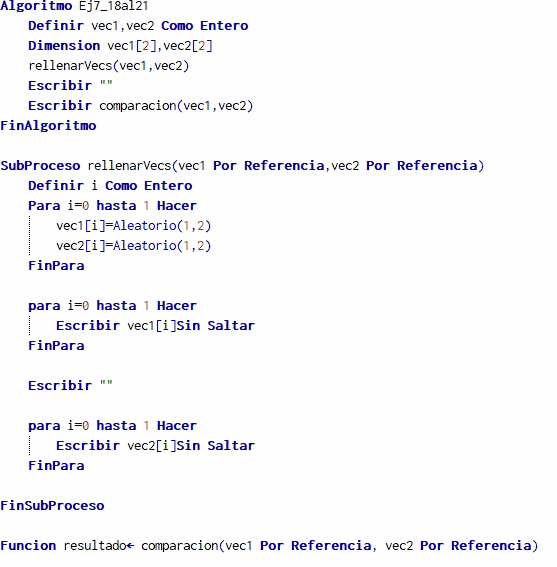 Algoritmo Ej7_18al21
Definir vec1,vec2 Como Entero
Dimension vec1[2],vec2[2]
rellenarVecs(vec1,vec2)
Escribir ""
Escribir comparacion(vec1,vec2)
FinAlgoritmo
SubProceso rellenarVecs(vec1 Por Referencia,vec2 Por Referencia)
Definir i Como Entero
Para i=0 hasta 1 Hacer
vec1[i]=Aleatorio(1,2)
vec2[i]=Aleatorio(1,2)
FinPara
para i=0 hasta 1 Hacer
Escribir vec1[i]Sin Saltar
FinPara
Escribir ""
para i=0 hasta 1 Hacer
Escribir vec2[i]Sin Saltar
FinPara
FinSubProceso
Funcion resultado← comparacion(vec1 Por Referencia, vec2 Por Referencia)